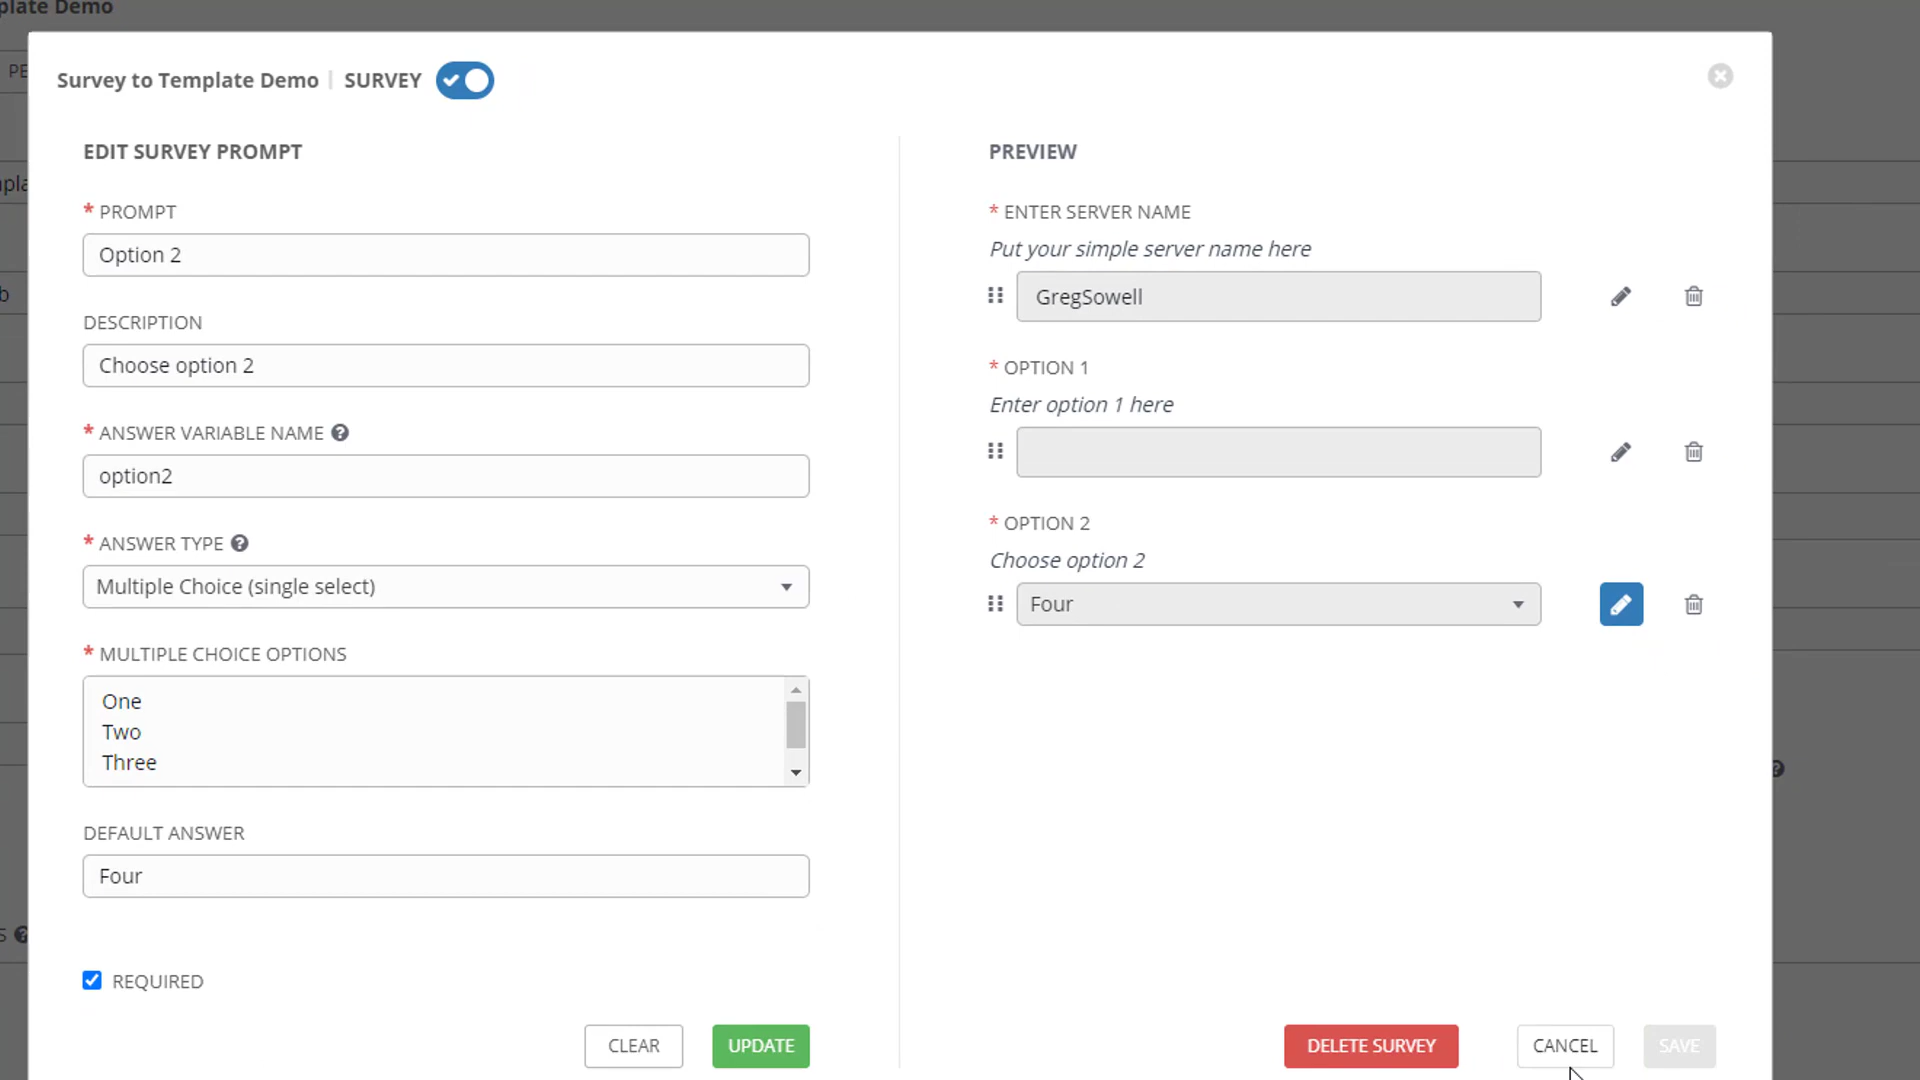 plate Demo
PE
Survey to Template Demo | SURVEY
EDIT SURVEY PROMPT
* PROMPT
Option 2
DESCRIPTION
Choose option 2
* ANSWER VARIABLE NAME ?
option2
* ANSWER TYPE ?
Multiple Choice (single select)
* MULTIPLE CHOICE OPTIONS
One
Two
Three
DEFAULT ANSWER
Four
REQUIRED
CLEAR
UPDATE
PREVIEW
* ENTER SERVER NAME
Put your simple server name here
GregSowell
* OPTION 1
Enter option 1 here
* OPTION 2
Choose option 2
Four
DELETE SURVEY
CANCEL
SAVE